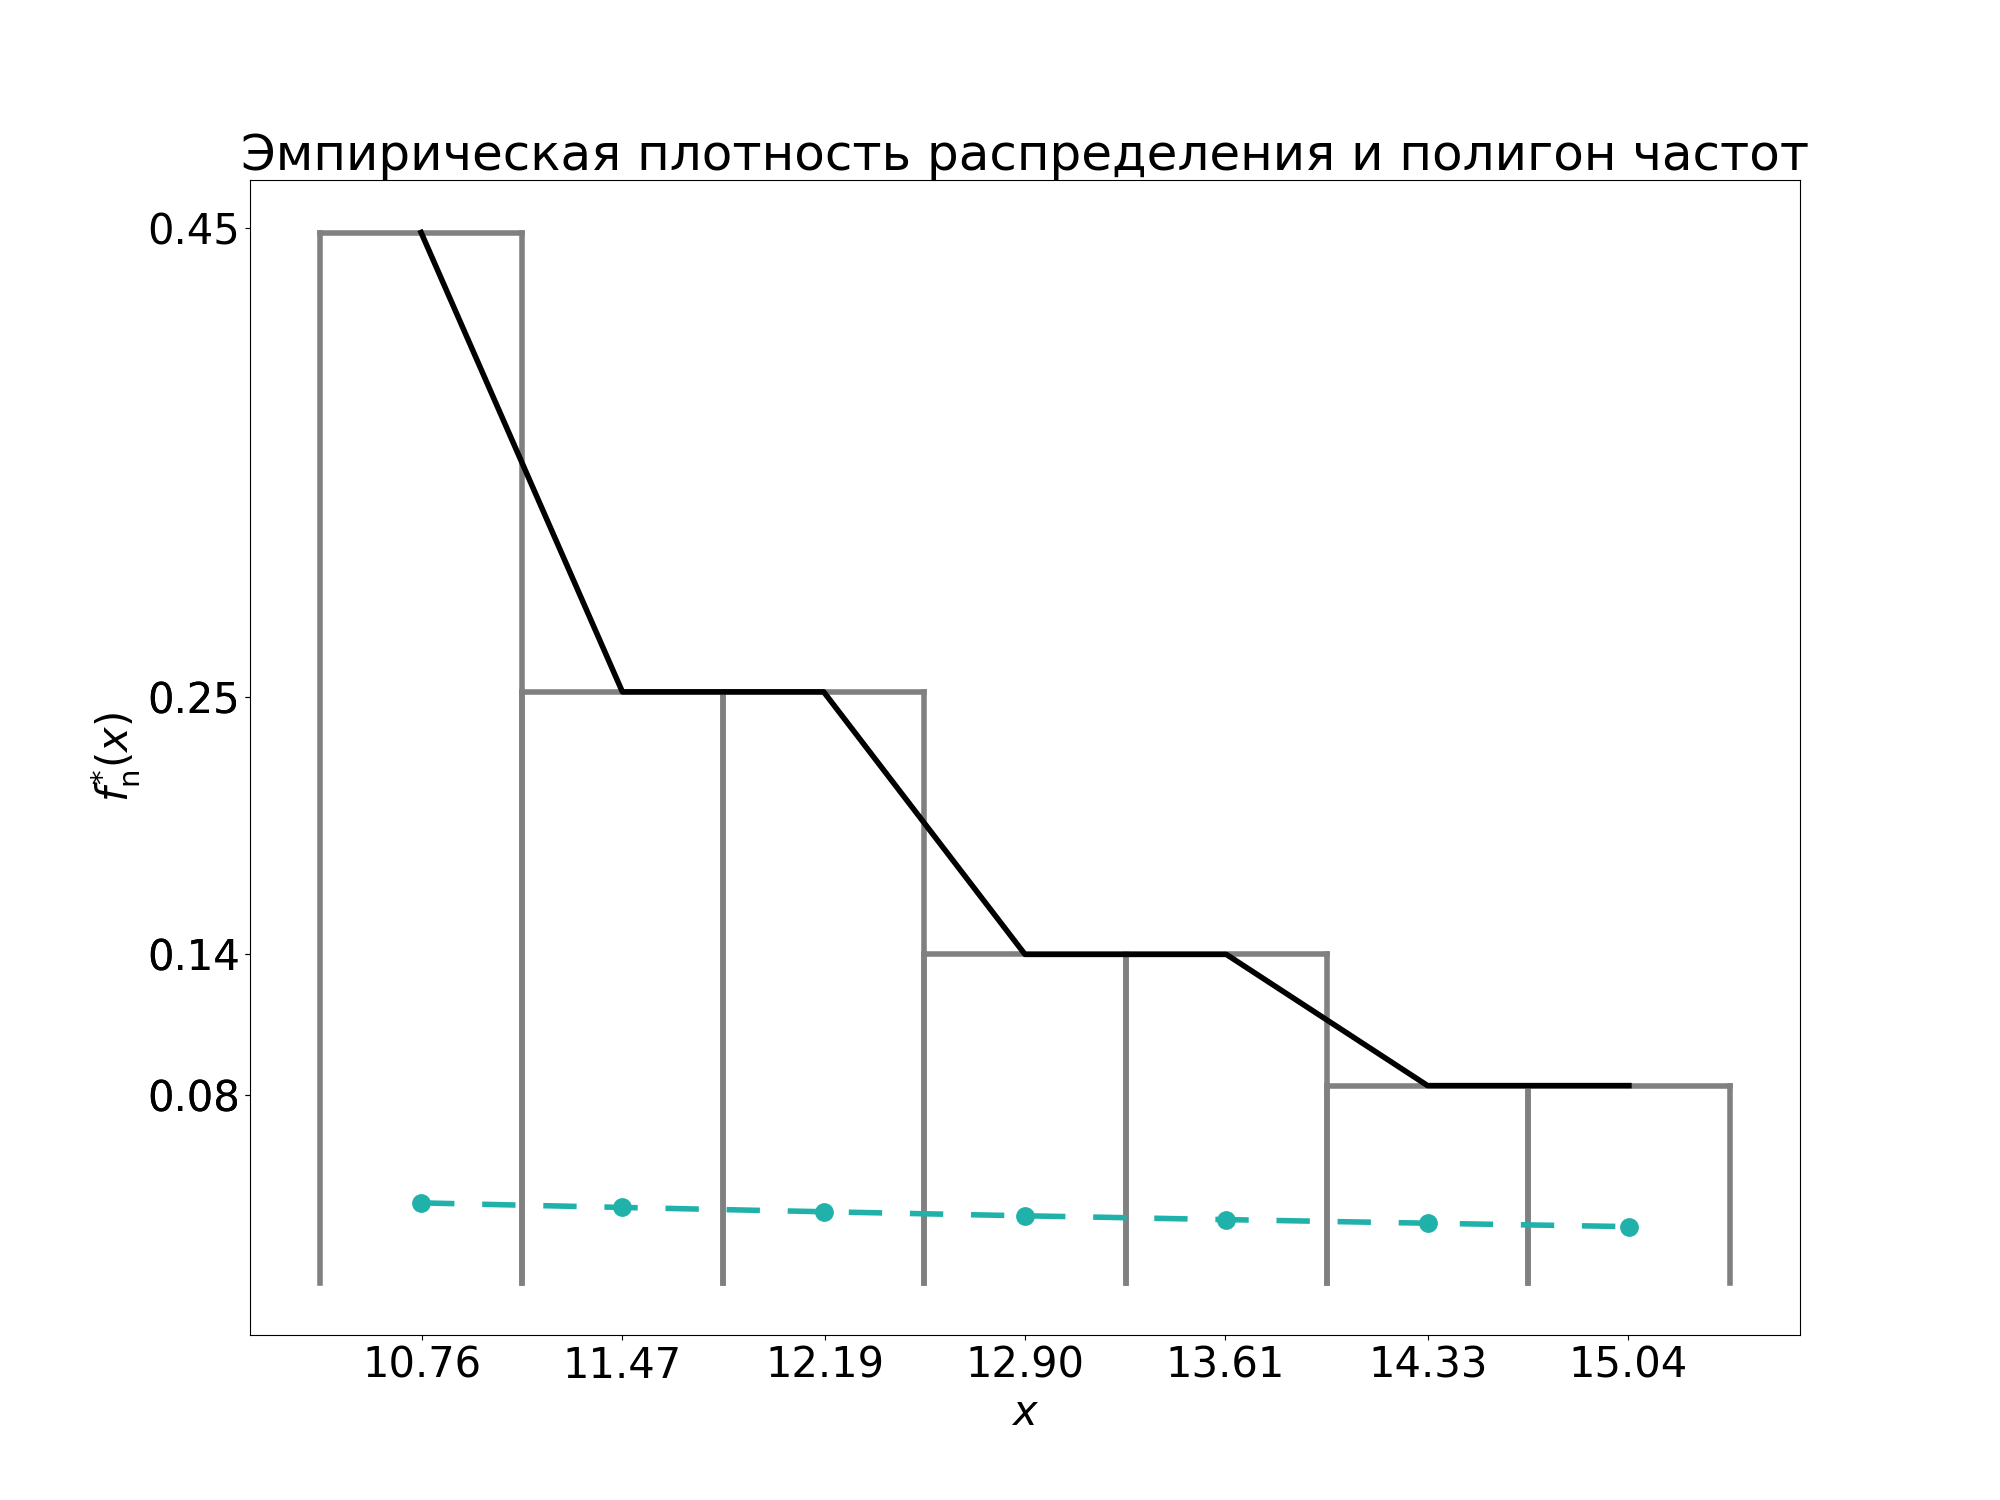 Эмпирическая плотность распределения и полигон частот
0.45
0.25
0.14
0.08
f*n(x)
10.76 11.47 12.19 12.90 13.61 14.33 15.04
x